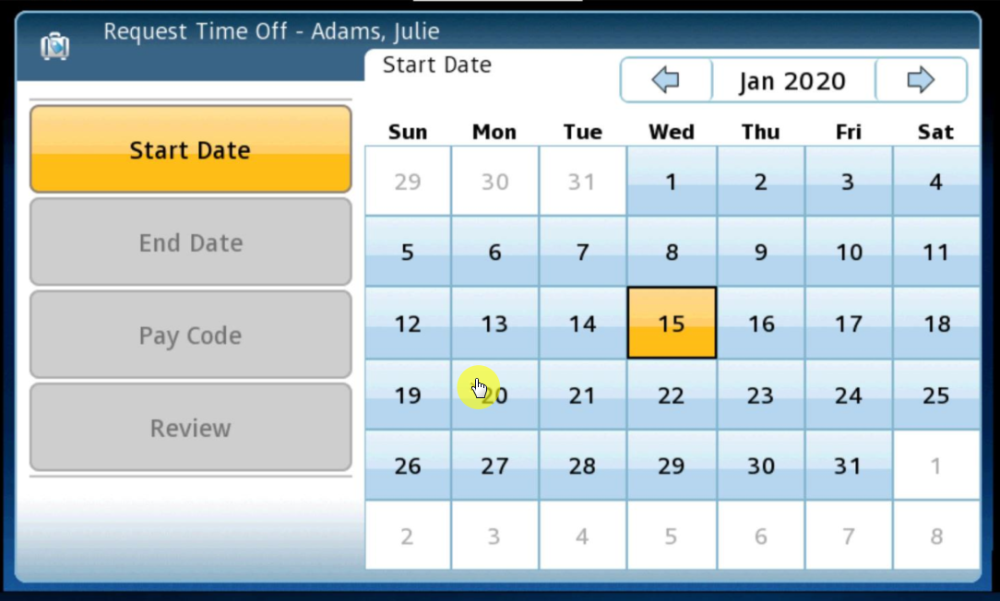 Request Time Off - Adams, Julie
Start Date
Jan 2020
Start Date
End Date
Pay Code
Review
Sun Mon Tue Wed Thu Fri Sat
29 30 31 1 2 3 4
5 6 7 8 9 10 11
12 13 14 15 16 17 18
19 20 21 22 23 24 25
26 27 28 29 30 31 1
2 3 4 5 6 7 8